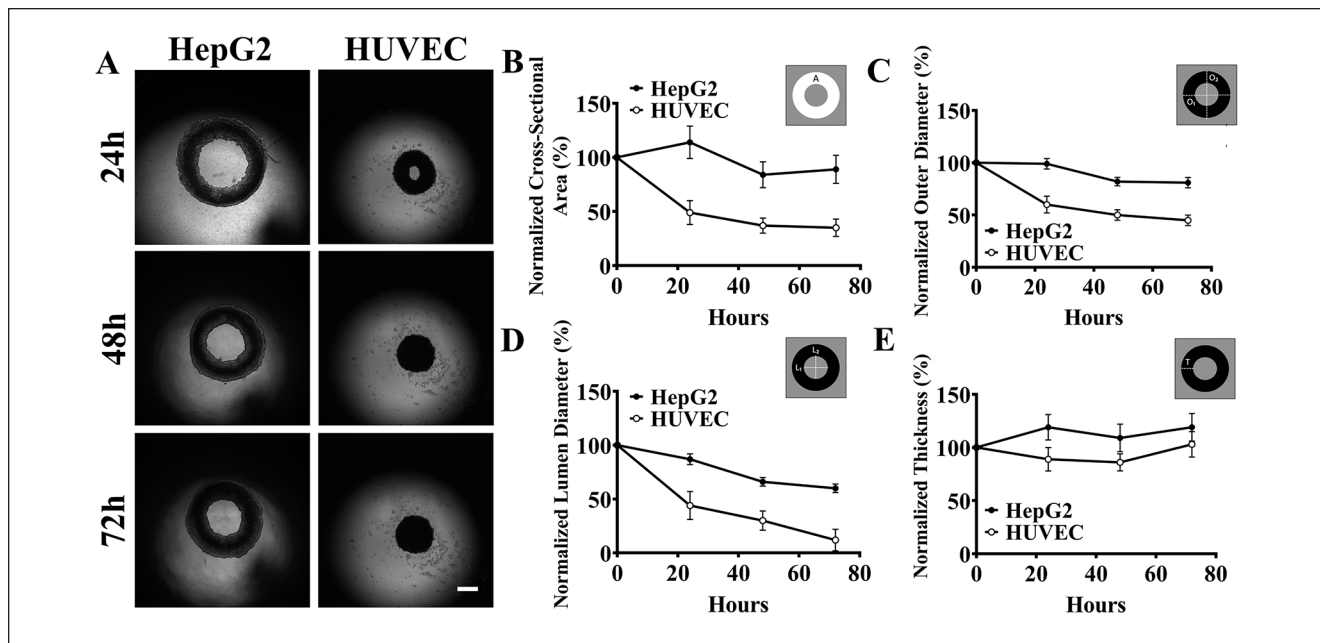 A
HepG2
HUVEC
24h
48h
72h
B
Normalized Cross-Sectional
Area (%)
HepG2
HUVEC
A
150
100
50
0
0 20 40 60 80
Hours
C
Normalized Outer Diameter (%)
O₁
O₂
150
100
50
0
HepG2
HUVEC
0 20 40 60 80
Hours
D
Normalized Lumen Diameter (%)
HepG2
HUVEC
L₂
L₁
150
100
50
0
0 20 40 60 80
Hours
E
Normalized Thickness (%)
T
150
100
50
0
HepG2
HUVEC
0 20 40 60 80
Hours